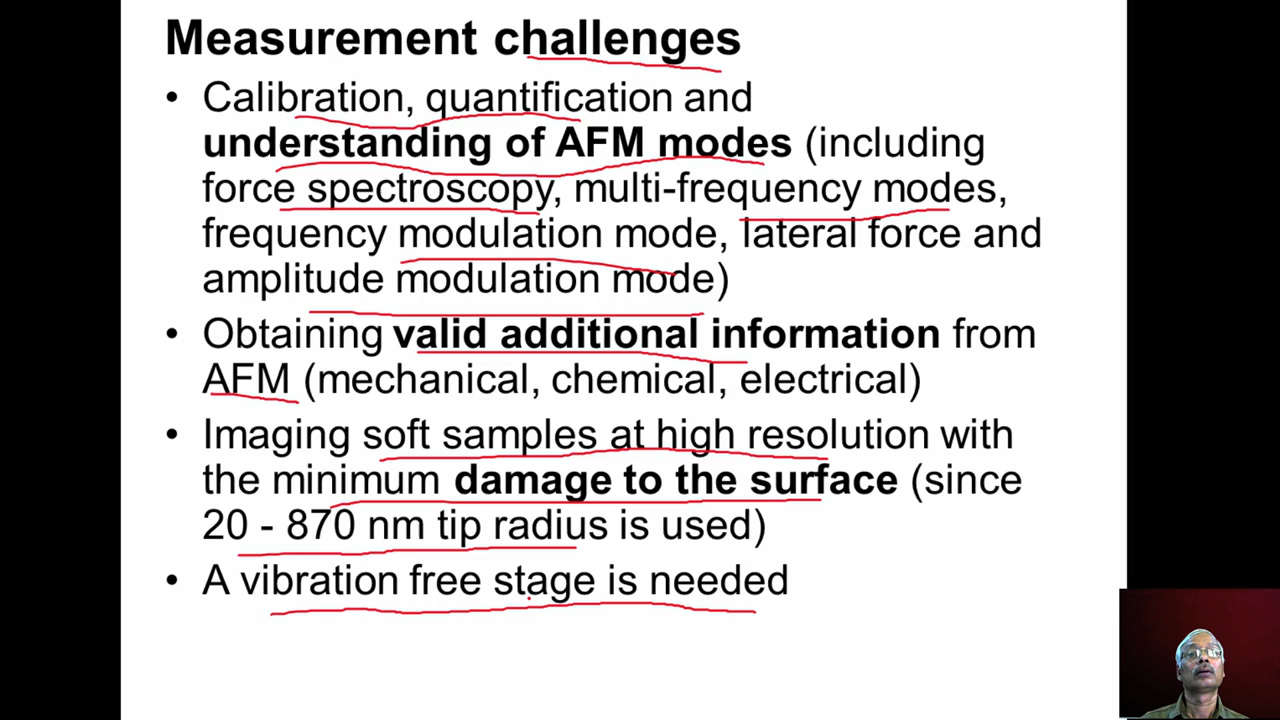 Measurement challenges
• Calibration, quantification and
understanding of AFM modes (including
force spectroscopy, multi-frequency modes,
frequency modulation mode, lateral force and
amplitude modulation mode)
• Obtaining valid additional information from
AFM (mechanical, chemical, electrical)
• Imaging soft samples at high resolution with
the minimum damage to the surface (since
20 - 870 nm tip radius is used)
• A vibration free stage is needed